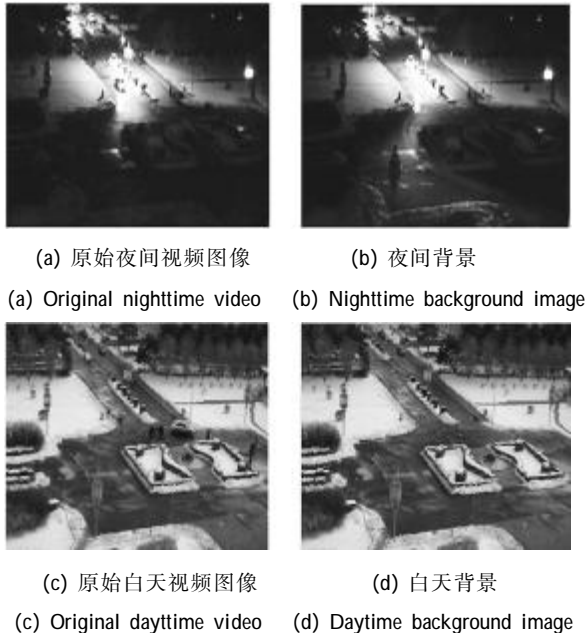 (a) 原始夜间视频图像
(b) 夜间背景
(a) Original nighttime video
(b) Nighttime background image
(c) 原始白天视频图像
(d) 白天背景
(c) Original dayttime video
(d) Daytime background image